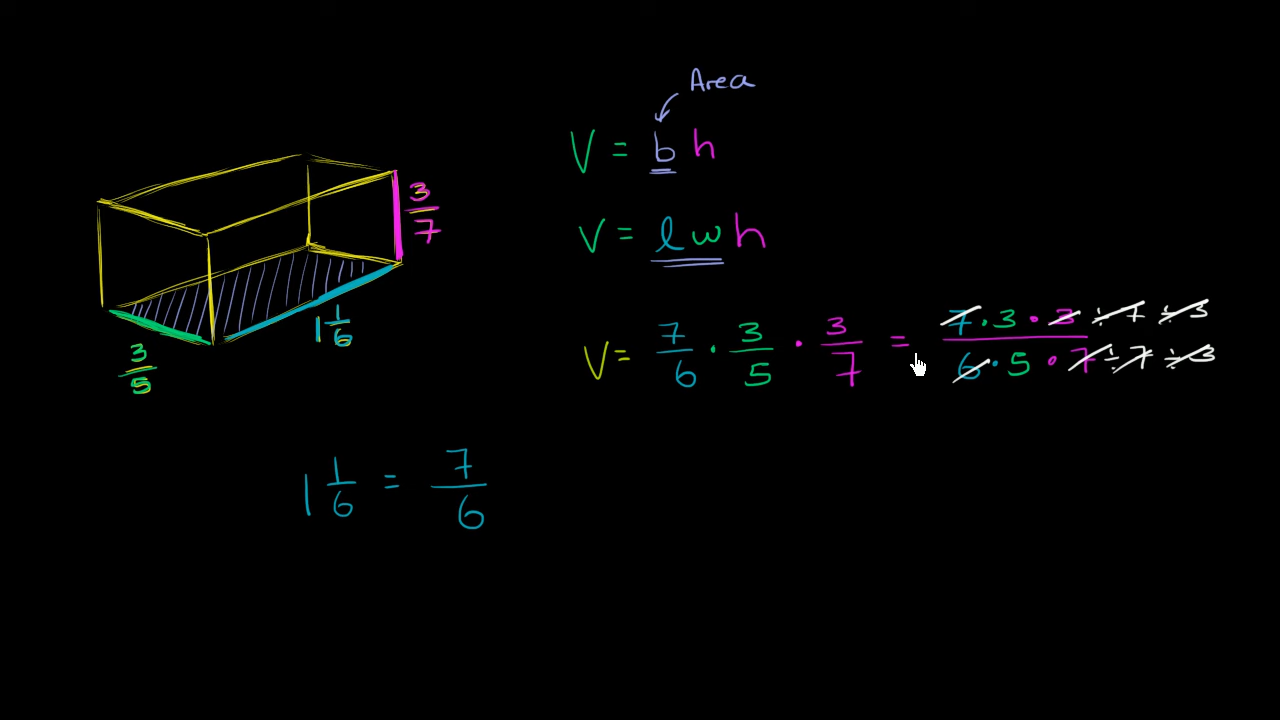 Area
V = b h
V = l w h
3/7
1 1/6
3/5
V = 7/6 · 3/5 · 3/7 = 7 · 3 · 3 ÷ 7 ÷ 3 / 6 · 5 · 7 ÷ 7 ÷ 3
1 1/6 = 7/6